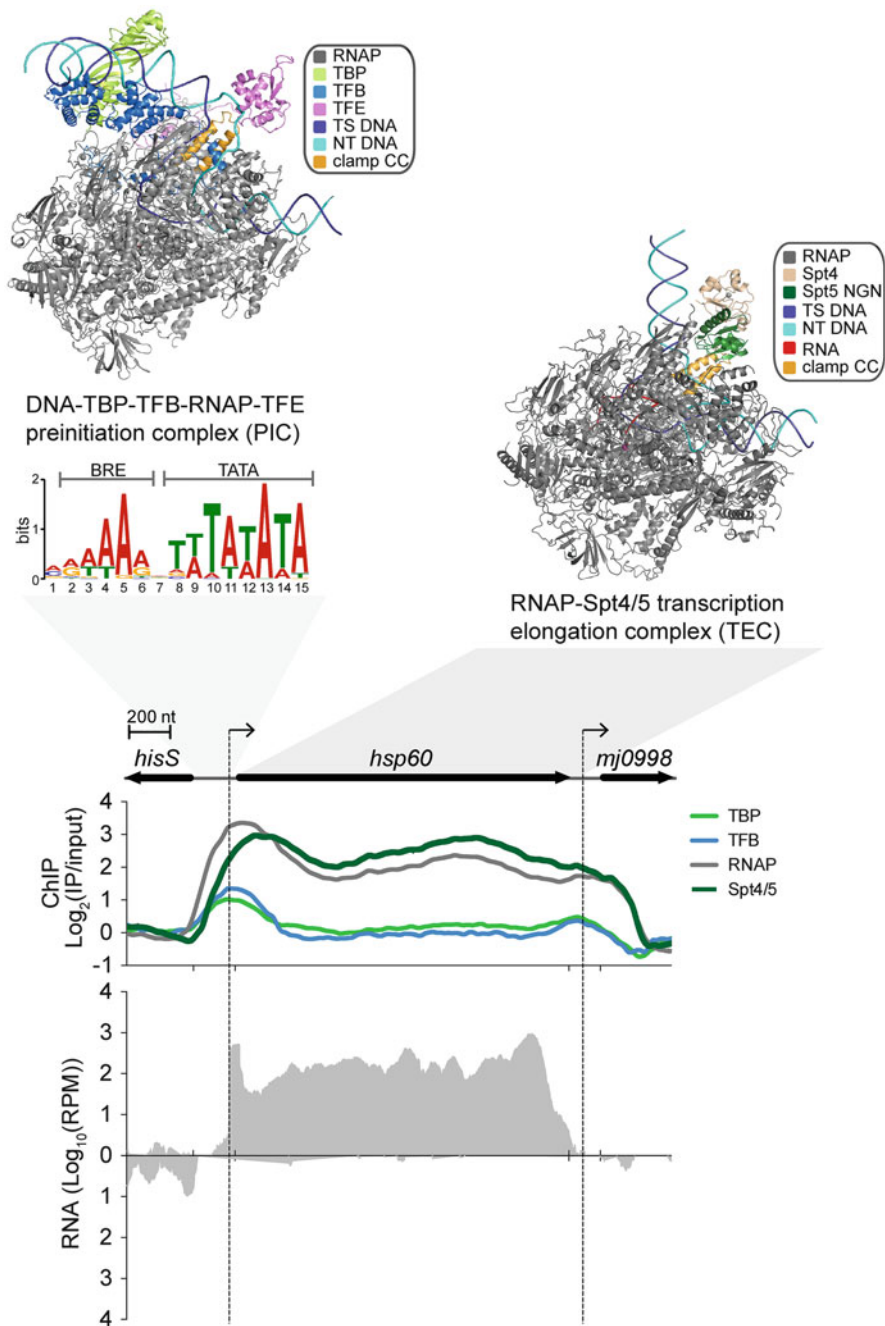 RNAP
TBP
TFB
TFE
TS DNA
NT DNA
clamp CC
RNAP
Spt4
Spt5 NGN
TS DNA
NT DNA
RNA
clamp CC
DNA-TBP-TFB-RNAP-TFE
preinitiation complex (PIC)
BRE TATA
2
bits
1
0
1 2 3 4 5 6 7 8 9 10 11 12 13 14 15
RNAP-Spt4/5 transcription
elongation complex (TEC)
200 nt
hisS hsp60 mj0998
4
3
2
1
0
-1
ChIP
Log2(IP/input)
TBP
TFB
RNAP
Spt4/5
4
3
2
1
0
1
2
3
4
RNA (Log10(RPM))